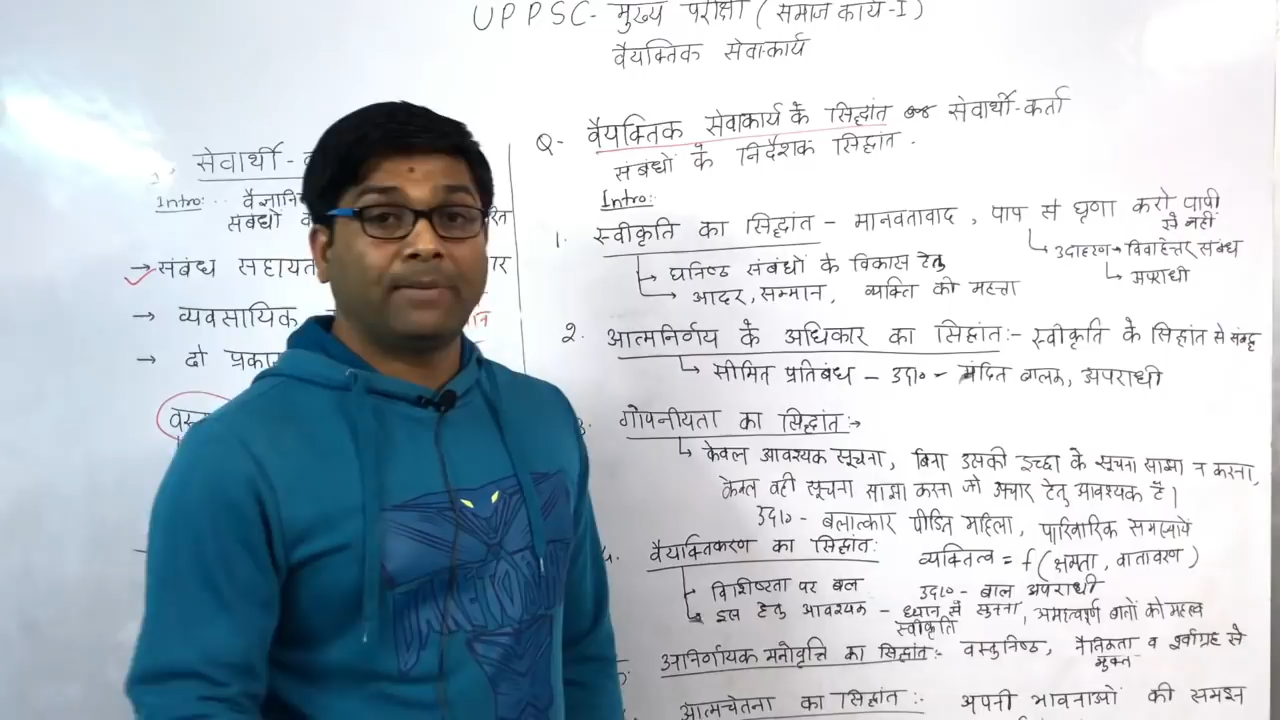 UPPSC- मुख्य परीक्षा ( समाज कार्य-I )
वैयक्तिक सेवाकार्य
सेवार्थी-
Intro:..
संबंधों
→ संबंध सहायत
→ व्यवसायिक
→ दो प्रका
Q- वैयक्तिक सेवाकार्य के सिद्धांत सेवार्थी-कर्ता
संबंधों के निर्देशक सिद्धांत .
Intro:
1. स्वीकृति का सिद्धांत - मानवतावाद, पाप से घृणा करो पापी
से नहीं
उदाहरण→ विवाहेत्तर संबंध
अपराधी
घनिष्ठ संबंधों के विकास हेतु
आदर, सम्मान, व्यक्ति की महत्ता
2. आत्मनिर्णय के अधिकार का सिद्धांत:- स्वीकृति के सिद्धांत से संबद्ध
सीमित प्रतिबंध - उदा०- मंदित बालक, अपराधी
3. गोपनीयता का सिद्धांत:→
केवल आवश्यक सूचना, बिना उसकी इच्छा के सूचना साझा न करना,
केवल वही सूचना साझा करना जो उपचार हेतु आवश्यक है।
उदा०- बलात्कार पीड़ित महिला, पारिवारिक समस्यायें
4. वैयक्तिकरण का सिद्धांत: व्यक्तित्व = f ( क्षमता, वातावरण )
विशिष्टता पर बल उदा०- बाल अपराधी
इस हेतु आवश्यक - ध्यान से सुनना, अमहत्वपूर्ण बातों को महत्व
स्वीकृति
अनिर्णायक मनोवृत्ति का सिद्धांत:- वस्तुनिष्ठ, नैतिकता व पूर्वाग्रह से
मुक्त
आत्मचेतना का सिद्धांत:- अपनी भावनाओं की समझ